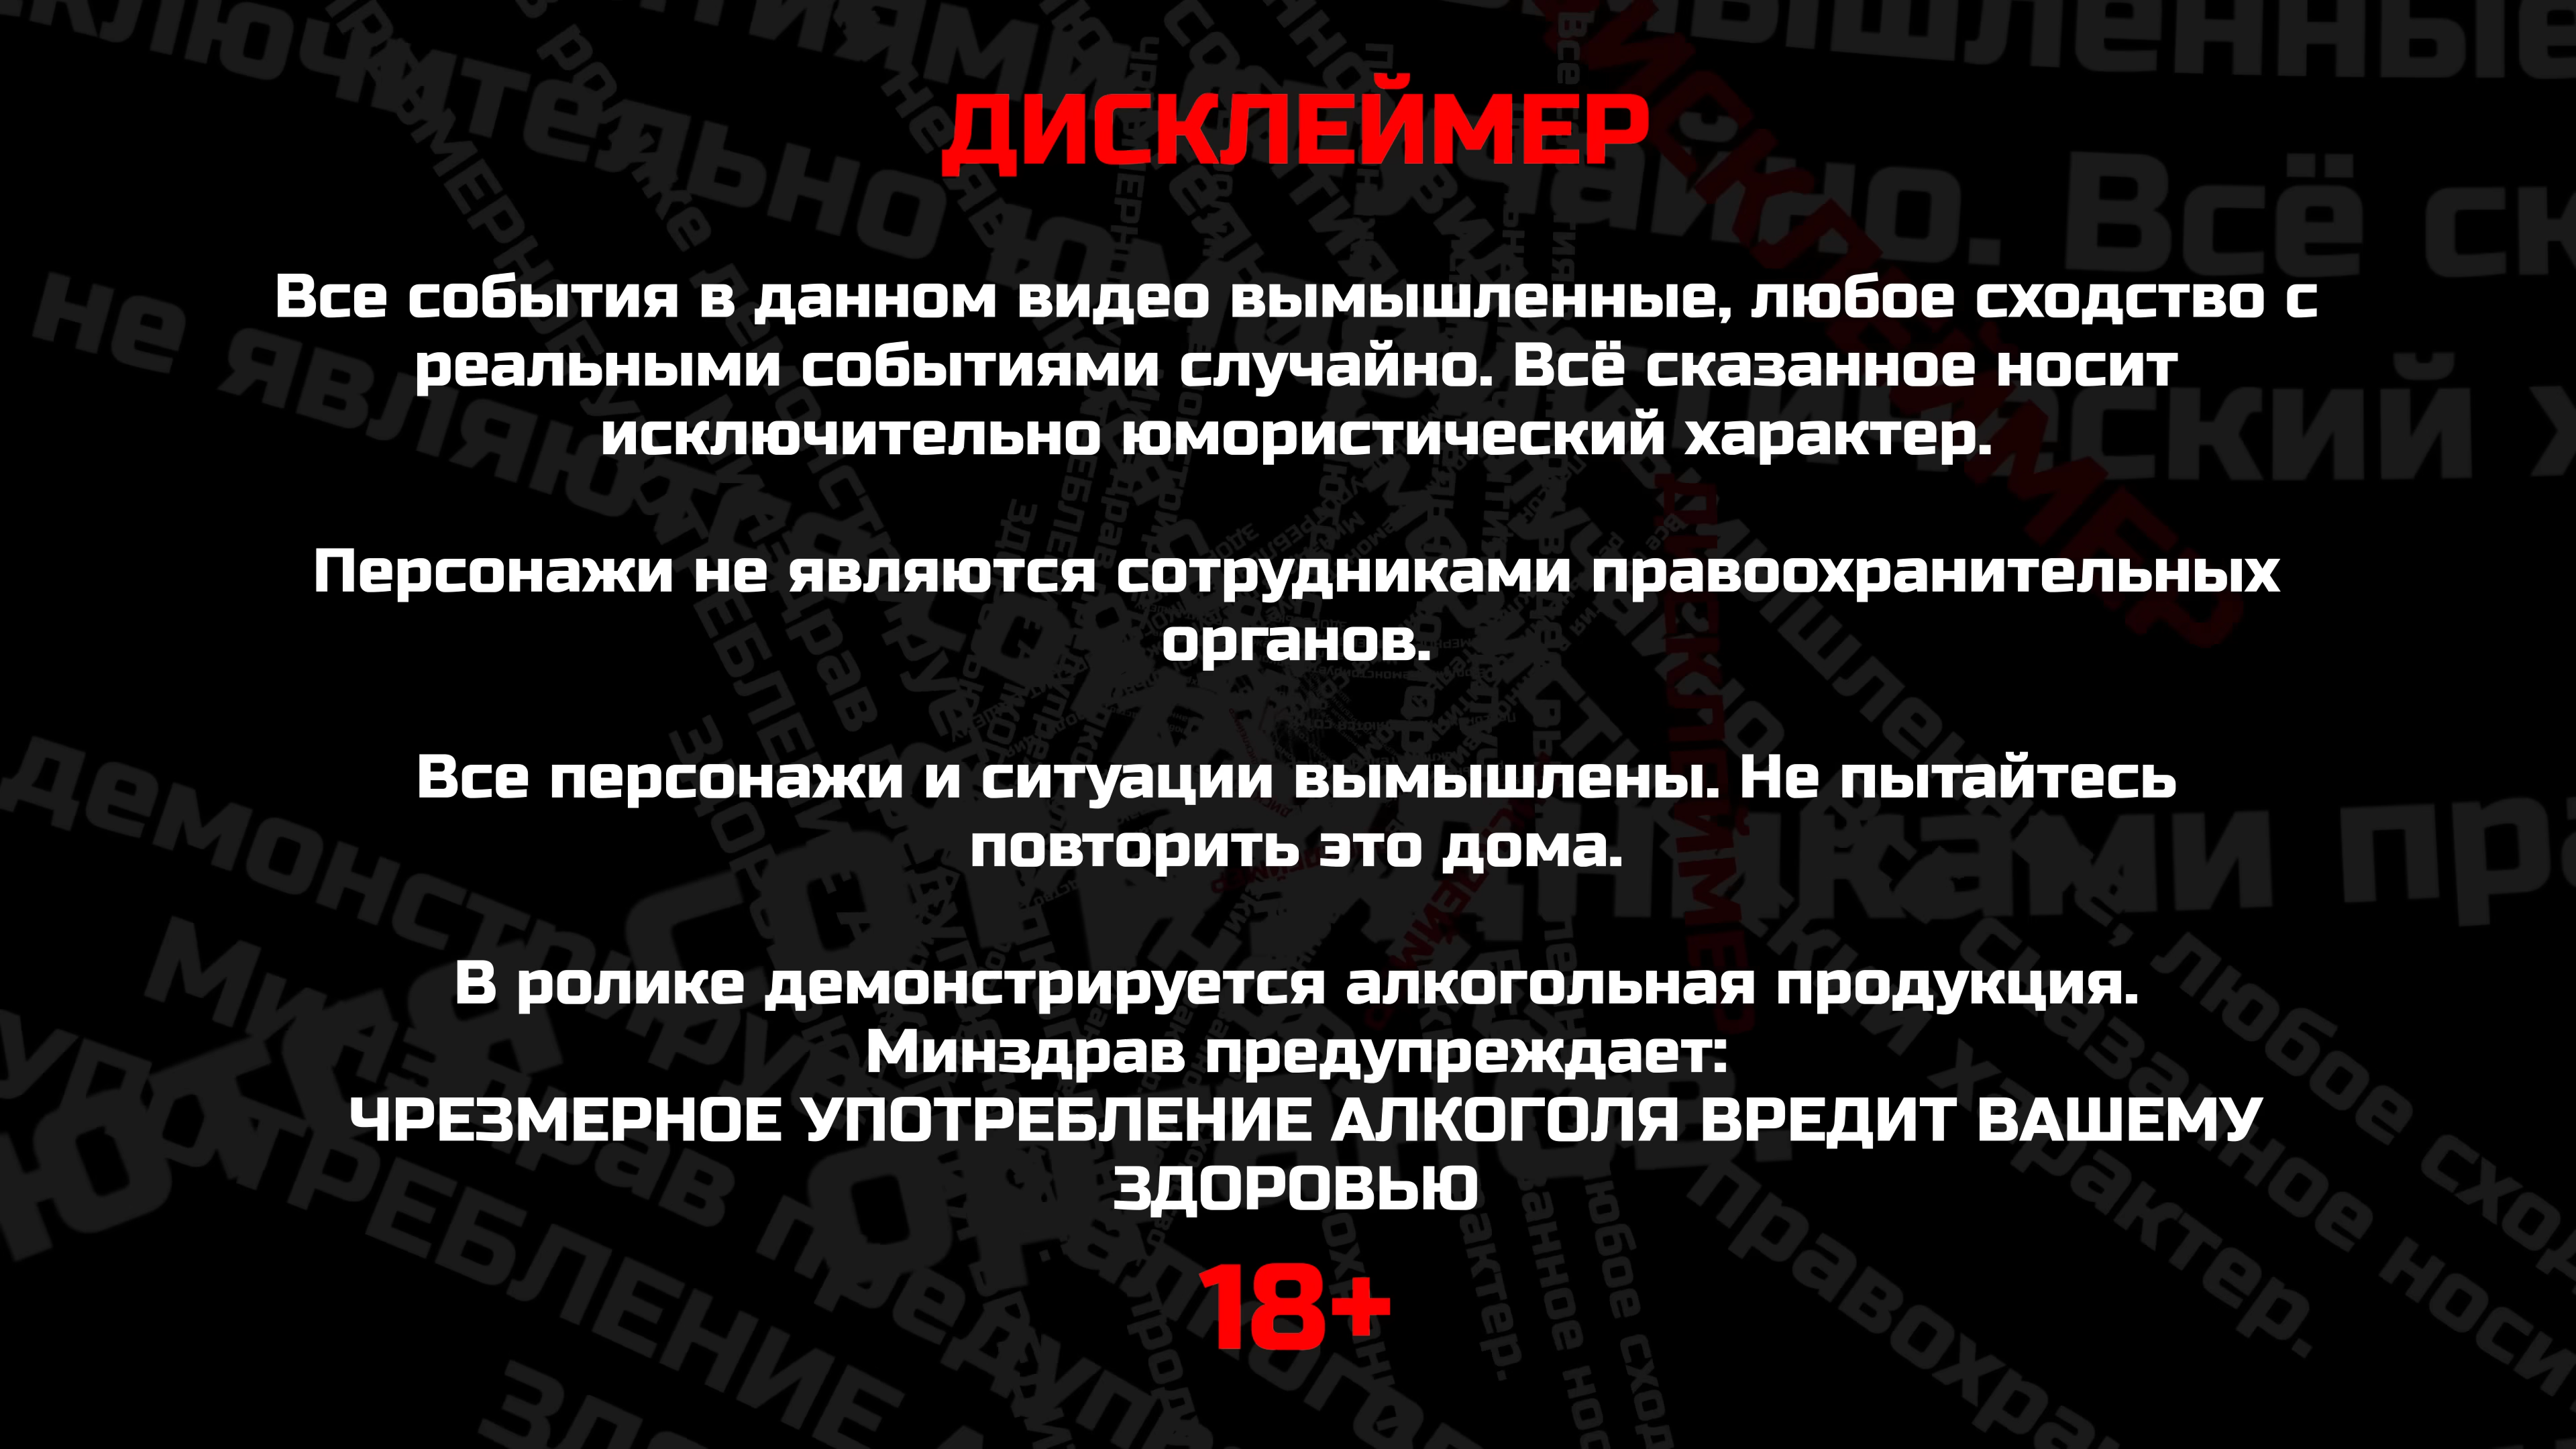 ДИСКЛЕЙМЕР
Все события в данном видео вымышленные, любое сходство с
реальными событиями случайно. Всё сказанное носит
исключительно юмористический характер.
Персонажи не являются сотрудниками правоохранительных
органов.
Все персонажи и ситуации вымышлены. Не пытайтесь
повторить это дома.
В ролике демонстрируется алкогольная продукция.
Минздрав предупреждает:
ЧРЕЗМЕРНОЕ УПОТРЕБЛЕНИЕ АЛКОГОЛЯ ВРЕДИТ ВАШЕМУ
ЗДОРОВЬЮ
18+